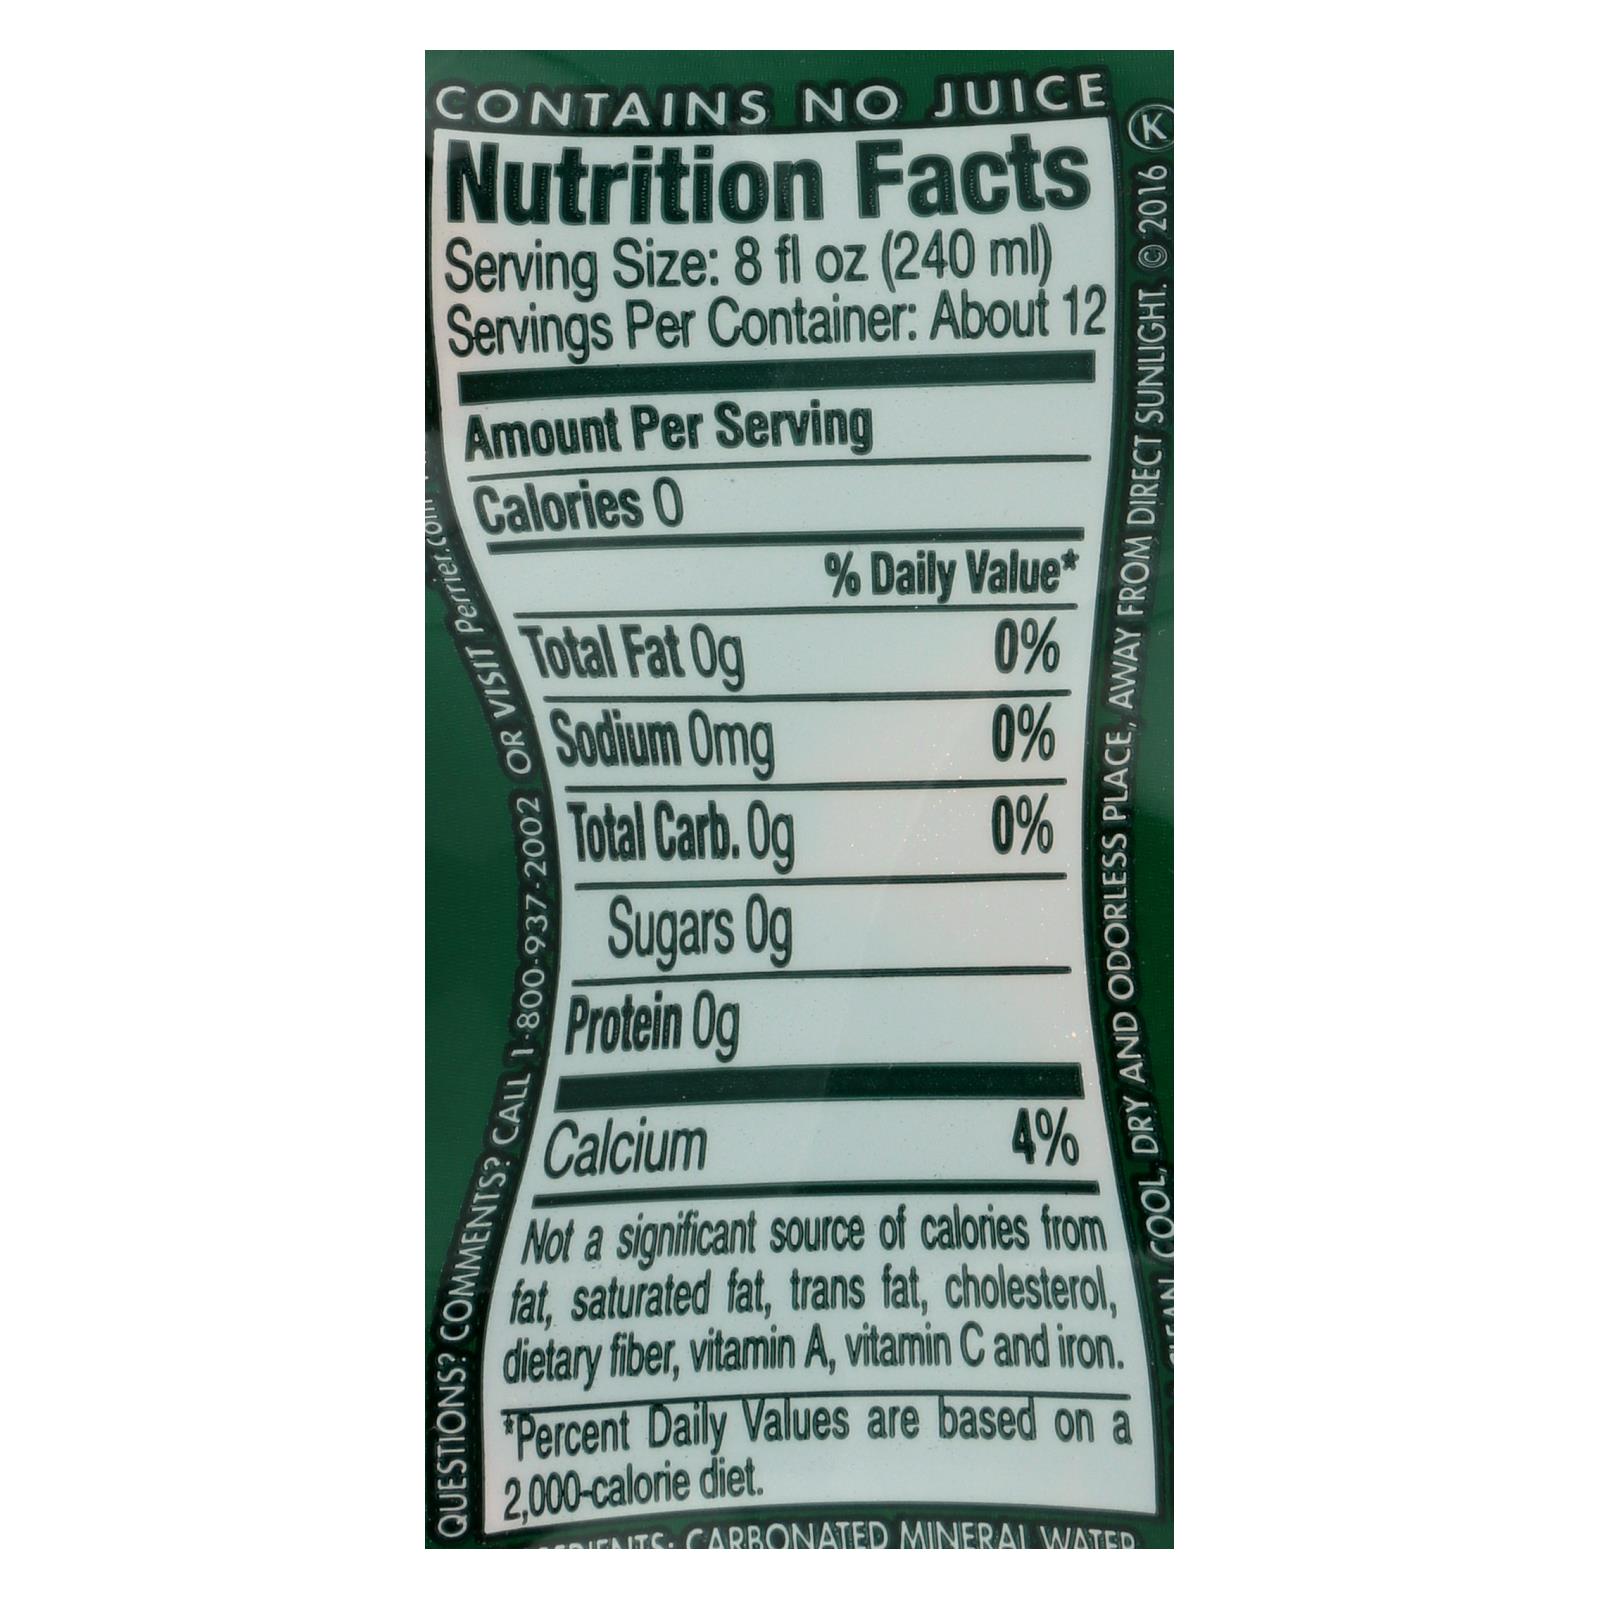 CONTAINS NO JUICE
K
Nutrition Facts
Serving Size: 8 fl oz (240 ml)
Servings Per Container: About 12
Amount Per Serving
Calories 0
% Daily Value*
Total Fat 0g 0%
Sodium 0mg 0%
Total Carb. 0g 0%
Sugars 0g
Protein 0g
Calcium 4%
Not a significant source of calories from
fat, saturated fat, trans fat, cholesterol,
dietary fiber, vitamin A, vitamin C and iron.
*Percent Daily Values are based on a
2,000-calorie diet.
QUESTIONS? COMMENTS? CALL 1-800-937-2002 OR VISIT Perrier.com
COOL, DRY AND ODORLESS PLACE, AWAY FROM DIRECT SUNLIGHT. © 2016
CARBONATED MINERAL WATER